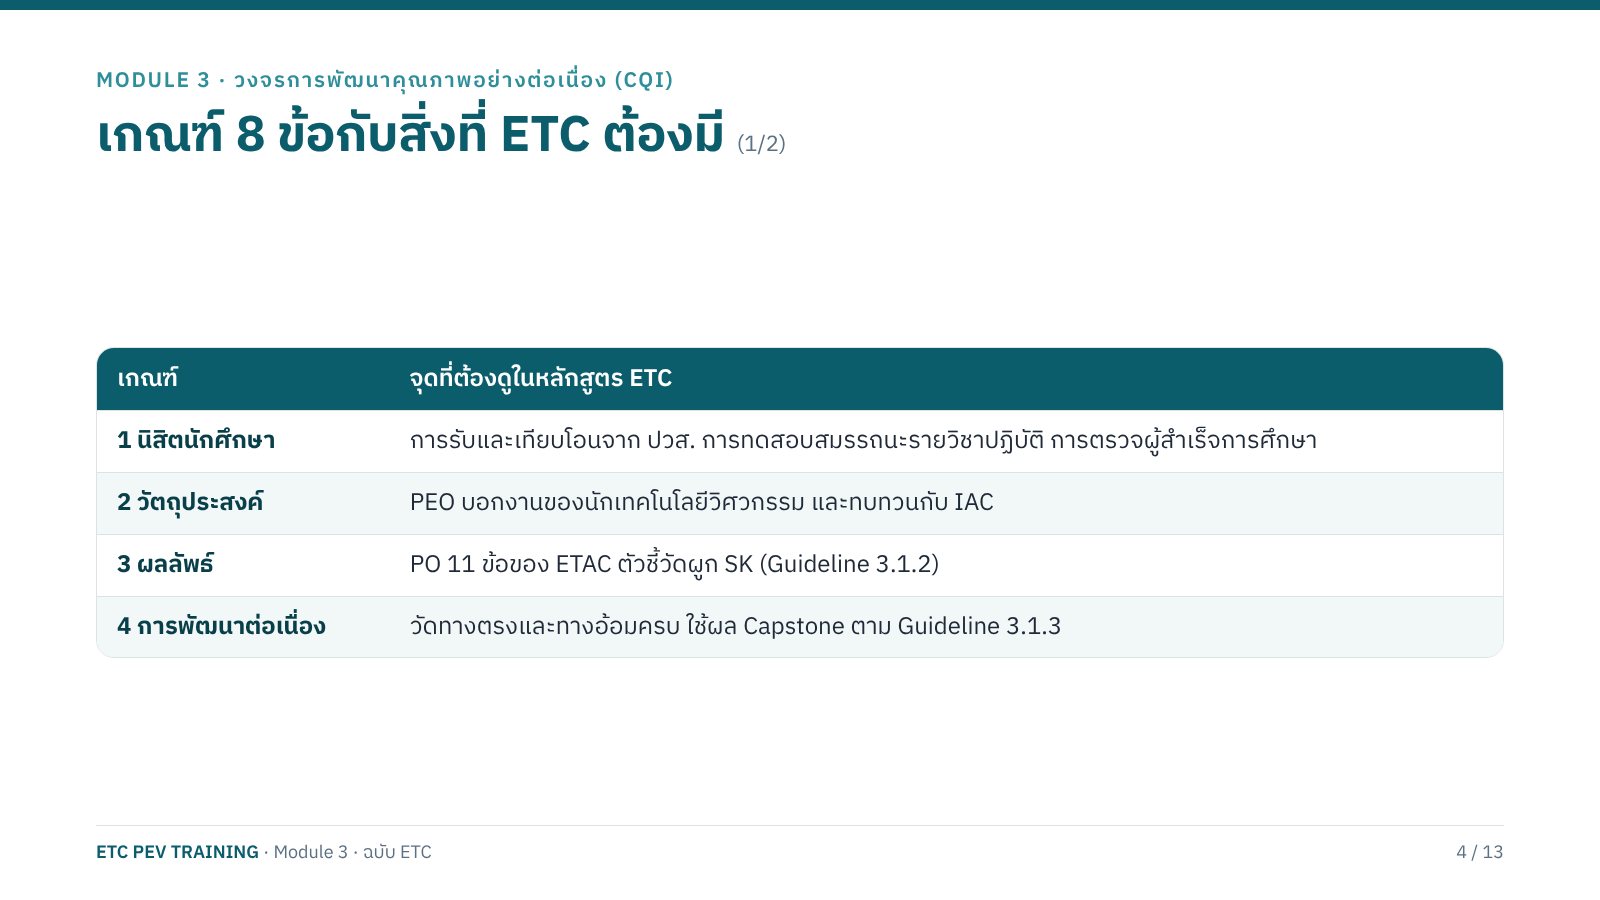 MODULE 3 · วงจรการพัฒนาคุณภาพอย่างต่อเนื่อง (CQI)
เกณฑ์ 8 ข้อกับสิ่งที่ ETC ต้องมี (1/2)
เกณฑ์ จุดที่ต้องดูในหลักสูตร ETC
1 นิสิตนักศึกษา การรับและเทียบโอนจาก ปวส. การทดสอบสมรรถนะรายวิชาปฏิบัติ การตรวจผู้สำเร็จการศึกษา
2 วัตถุประสงค์ PEO บอกงานของนักเทคโนโลยีวิศวกรรม และทบทวนกับ IAC
3 ผลลัพธ์ PO 11 ข้อของ ETAC ตัวชี้วัดผูก SK (Guideline 3.1.2)
4 การพัฒนาต่อเนื่อง วัดทางตรงและทางอ้อมครบ ใช้ผล Capstone ตาม Guideline 3.1.3
ETC PEV TRAINING · Module 3 · ฉบับ ETC 4 / 13